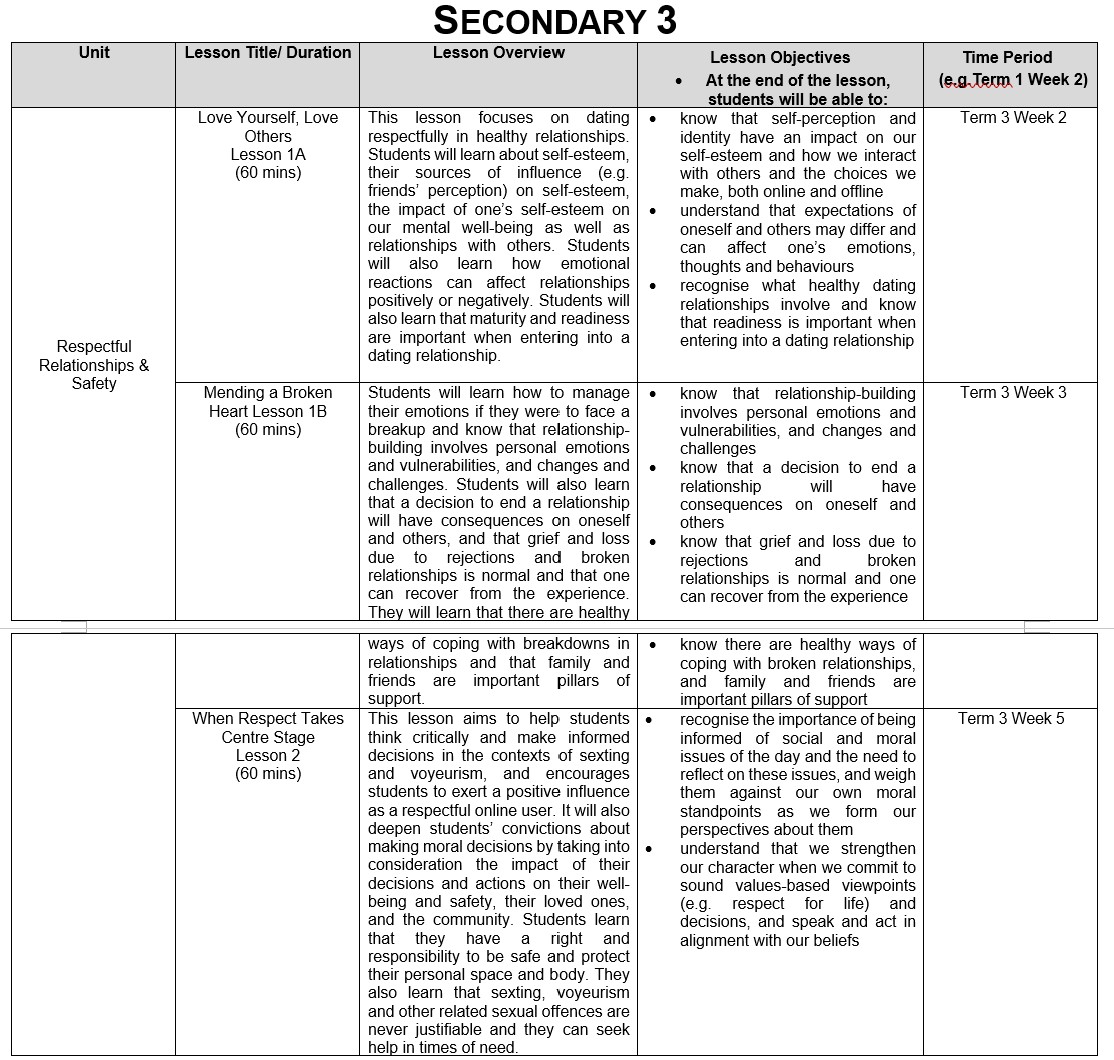 SECONDARY 3
Unit
Lesson Title/ Duration
Lesson Overview
Lesson Objectives
• At the end of the lesson,
students will be able to:
Time Period
(e.g.Term 1 Week 2)
Respectful
Relationships &
Safety
Love Yourself, Love
Others
Lesson 1A
(60 mins)
This lesson focuses on dating
respectfully in healthy relationships.
Students will learn about self-esteem,
their sources of influence (e.g.
friends’ perception) on self-esteem,
the impact of one’s self-esteem on
our mental well-being as well as
relationships with others. Students
will also learn how emotional
reactions can affect relationships
positively or negatively. Students will
also learn that maturity and readiness
are important when entering into a
dating relationship.
• know that self-perception and
identity have an impact on our
self-esteem and how we interact
with others and the choices we
make, both online and offline
• understand that expectations of
oneself and others may differ and
can affect one’s emotions,
thoughts and behaviours
• recognise what healthy dating
relationships involve and know
that readiness is important when
entering into a dating relationship
Term 3 Week 2
Mending a Broken
Heart Lesson 1B
(60 mins)
Students will learn how to manage
their emotions if they were to face a
breakup and know that relationship-
building involves personal emotions
and vulnerabilities, and changes and
challenges. Students will also learn
that a decision to end a relationship
will have consequences on oneself
and others, and that grief and loss
due to rejections and broken
relationships is normal and that one
can recover from the experience.
They will learn that there are healthy
ways of coping with breakdowns in
relationships and that family and
friends are important pillars of
support.
• know that relationship-building
involves personal emotions and
vulnerabilities, and changes and
challenges
• know that a decision to end a
relationship will have
consequences on oneself and
others
• know that grief and loss due to
rejections and broken
relationships is normal and one
can recover from the experience
• know there are healthy ways of
coping with broken relationships,
and family and friends are
important pillars of support
Term 3 Week 3
When Respect Takes
Centre Stage
Lesson 2
(60 mins)
This lesson aims to help students
think critically and make informed
decisions in the contexts of sexting
and voyeurism, and encourages
students to exert a positive influence
as a respectful online user. It will also
deepen students’ convictions about
making moral decisions by taking into
consideration the impact of their
decisions and actions on their well-
being and safety, their loved ones,
and the community. Students learn
that they have a right and
responsibility to be safe and protect
their personal space and body. They
also learn that sexting, voyeurism
and other related sexual offences are
never justifiable and they can seek
help in times of need.
• recognise the importance of being
informed of social and moral
issues of the day and the need to
reflect on these issues, and weigh
them against our own moral
standpoints as we form our
perspectives about them
• understand that we strengthen
our character when we commit to
sound values-based viewpoints
(e.g. respect for life) and
decisions, and speak and act in
alignment with our beliefs
Term 3 Week 5